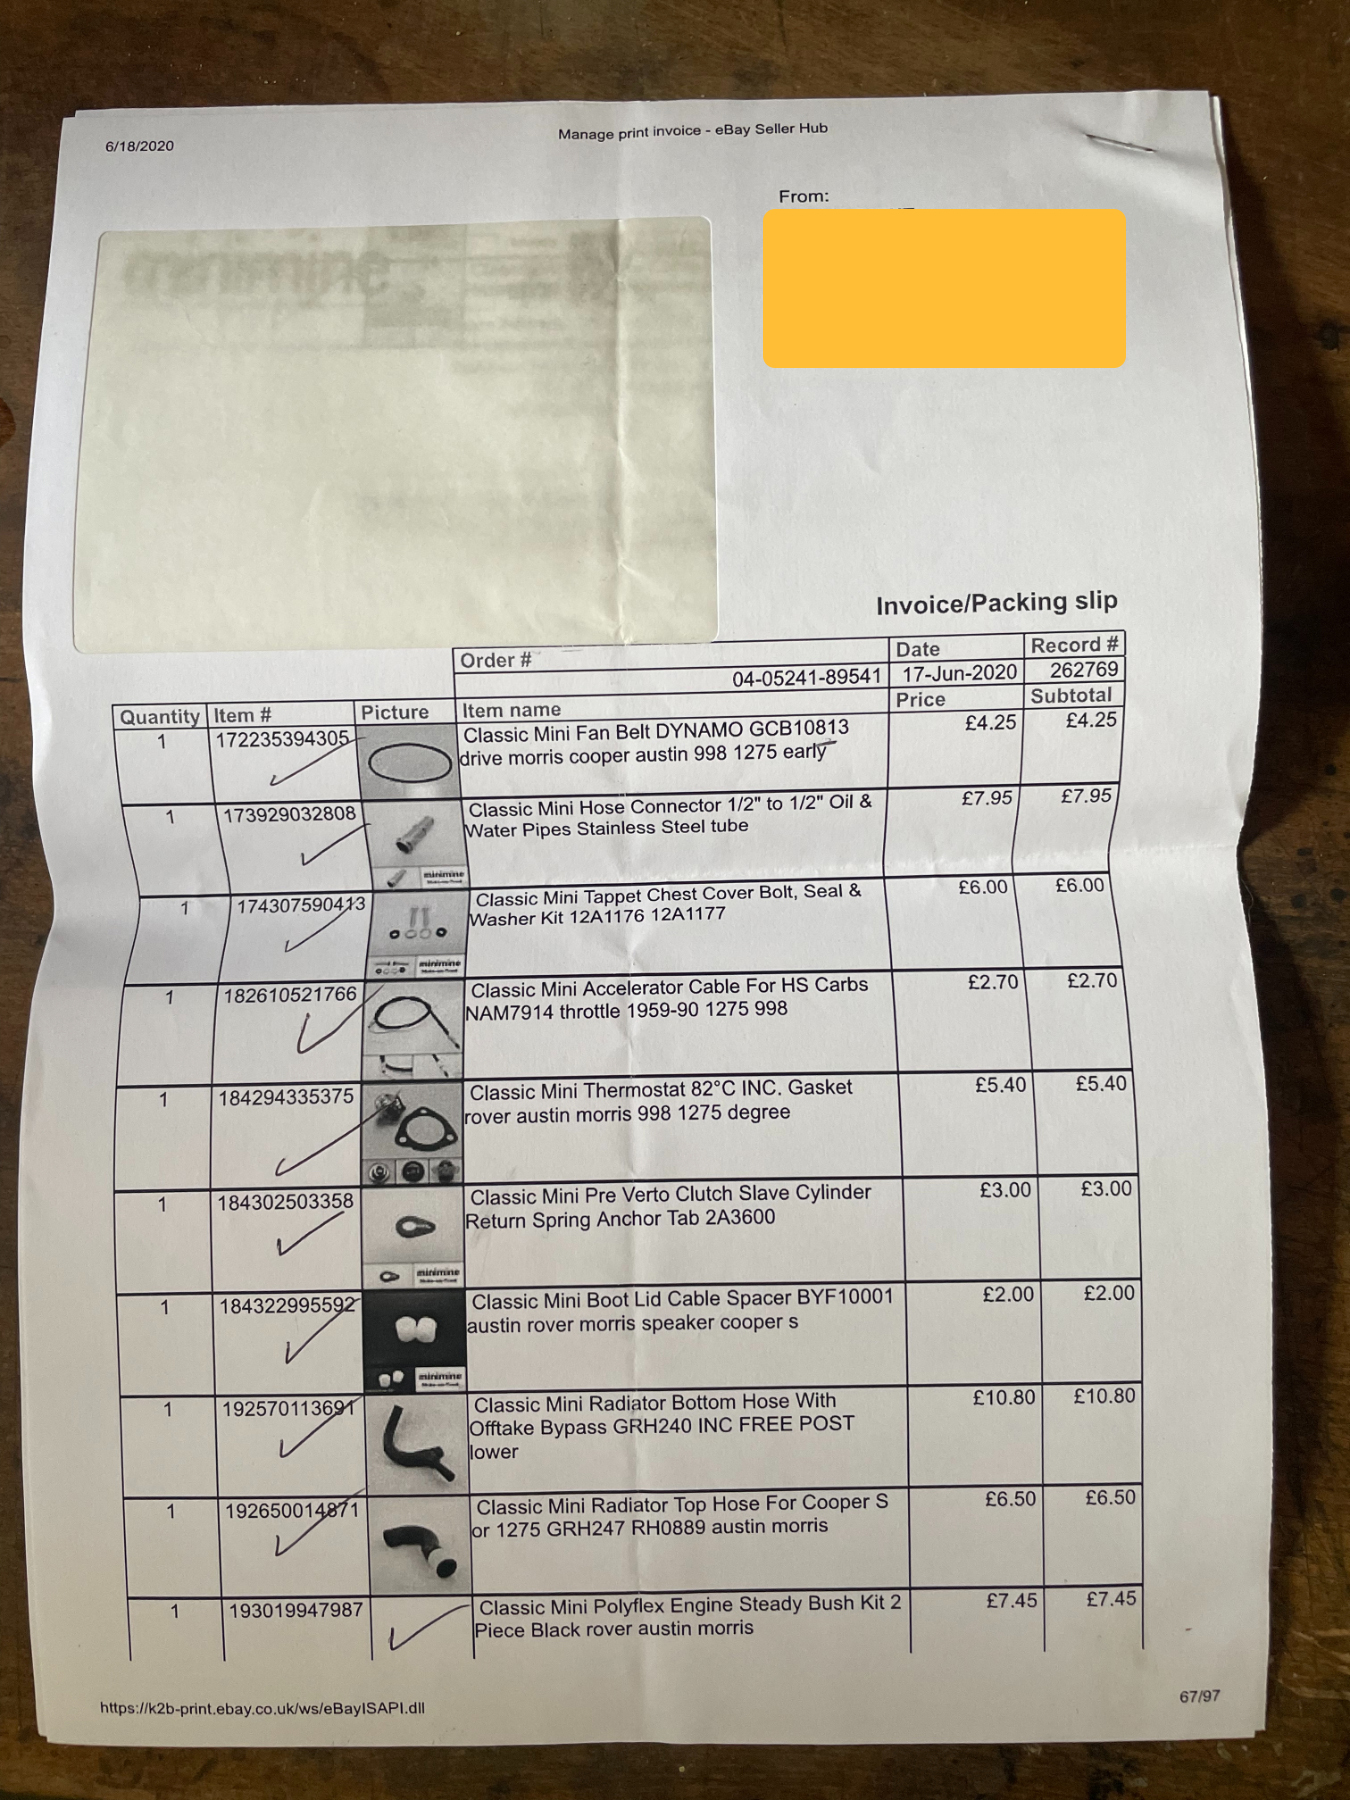 6/18/2020
Manage print invoice - eBay Seller Hub
From:
Invoice/Packing slip
Order #
04-05241-89541
Date
17-Jun-2020
Record #
262769
Quantity Item # Picture Item name Price Subtotal
1 172235394305 Classic Mini Fan Belt DYNAMO GCB10813 £4.25 £4.25
drive morris cooper austin 998 1275 early
1 173929032808 Classic Mini Hose Connector 1/2" to 1/2" Oil & £7.95 £7.95
Water Pipes Stainless Steel tube
minimine
1 174307590413 Classic Mini Tappet Chest Cover Bolt, Seal & £6.00 £6.00
Washer Kit 12A1176 12A1177
minimine
1 182610521766 Classic Mini Accelerator Cable For HS Carbs £2.70 £2.70
NAM7914 throttle 1959-90 1275 998
1 184294335375 Classic Mini Thermostat 82°C INC. Gasket £5.40 £5.40
rover austin morris 998 1275 degree
1 184302503358 Classic Mini Pre Verto Clutch Slave Cylinder £3.00 £3.00
Return Spring Anchor Tab 2A3600
minimine
1 184322995592 Classic Mini Boot Lid Cable Spacer BYF10001 £2.00 £2.00
austin rover morris speaker cooper s
minimine
1 192570113691 Classic Mini Radiator Bottom Hose With £10.80 £10.80
Offtake Bypass GRH240 INC FREE POST
lower
1 192650014871 Classic Mini Radiator Top Hose For Cooper S £6.50 £6.50
or 1275 GRH247 RH0889 austin morris
1 193019947987 Classic Mini Polyflex Engine Steady Bush Kit 2 £7.45 £7.45
Piece Black rover austin morris
https://k2b-print.ebay.co.uk/ws/eBayISAPI.dll
67/97